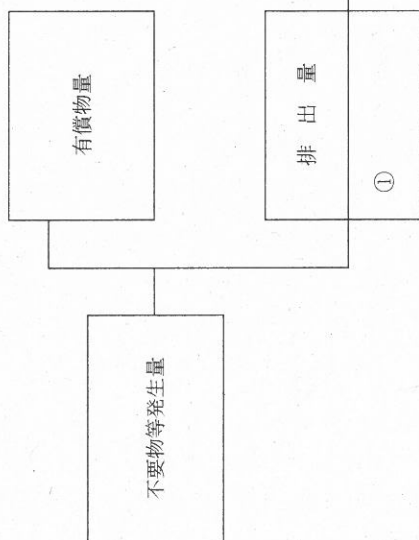 有償物量
排出量
①
不要物等発生量